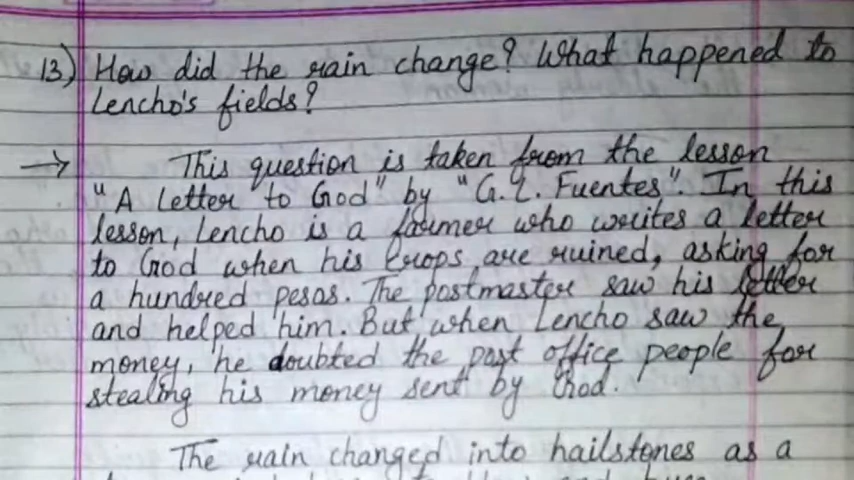 13) How did the rain change? What happened to
Lencho's fields?
→ This question is taken from the lesson
"A Letter to God" by "G.L. Fuentes". In this
lesson, Lencho is a farmer who writes a letter
to God when his crops are ruined, asking for
a hundred pesos. The postmaster saw his letter
and helped him. But when Lencho saw the
money, he doubted the post office people for
stealing his money sent by God.
The rain changed into hailstones as a